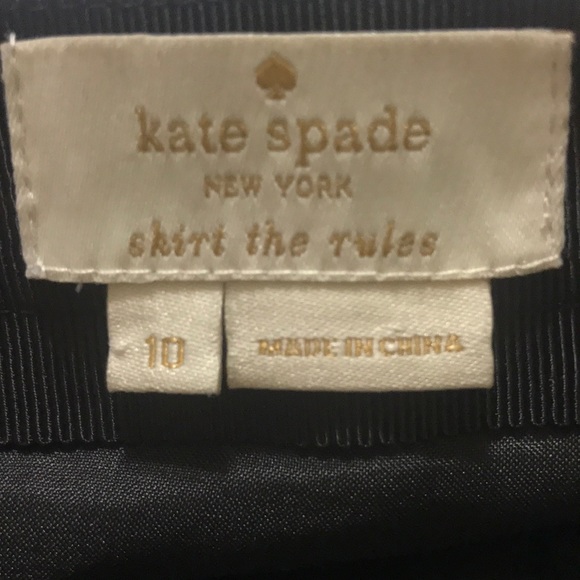 kate spade
NEW YORK
skirt the rules
10
MADE IN CHINA